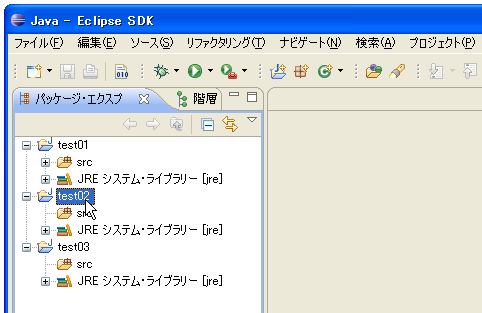 Java - Eclipse SDK
ファイル(F) 編集(E) ソース(S) リファクタリング(T) ナビゲート(N) 検索(A) プロジェクト(P)
010
パッケージ・エクスプ 階層
test01
src
JRE システム・ライブラリー [jre]
test02
src
JRE システム・ライブラリー [jre]
test03
src
JRE システム・ライブラリー [jre]